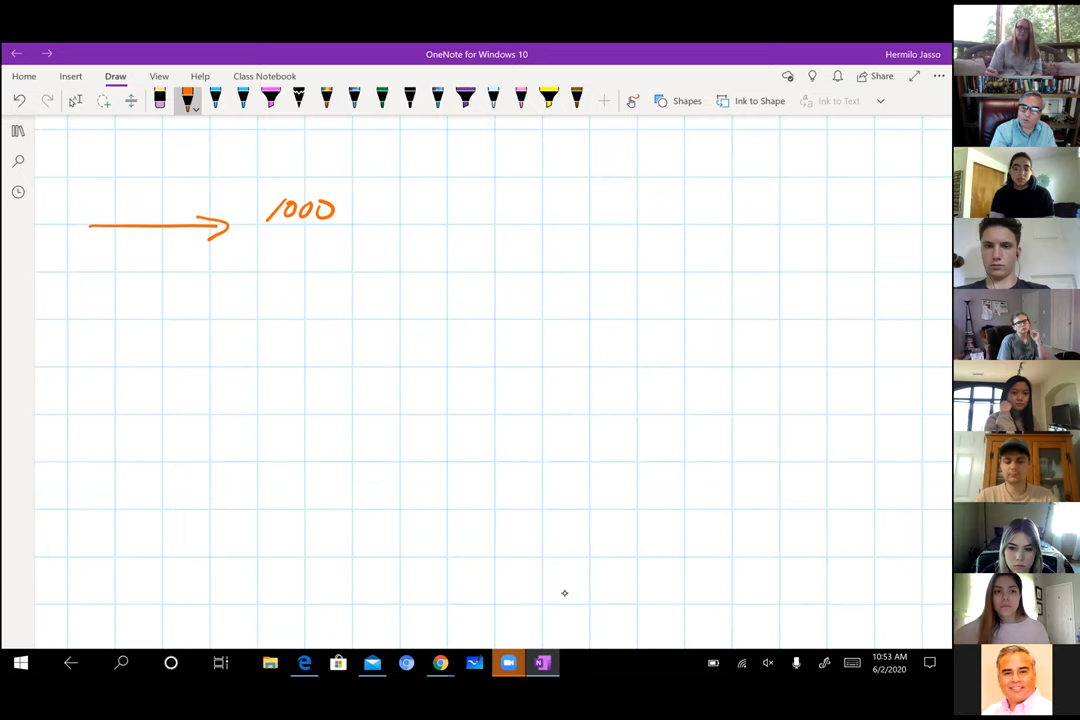 OneNote for Windows 10
Hermilo Jasso
Home Insert Draw View Help Class Notebook Share
Shapes Ink to Shape Ink to Text
1000
10:53 AM
6/2/2020